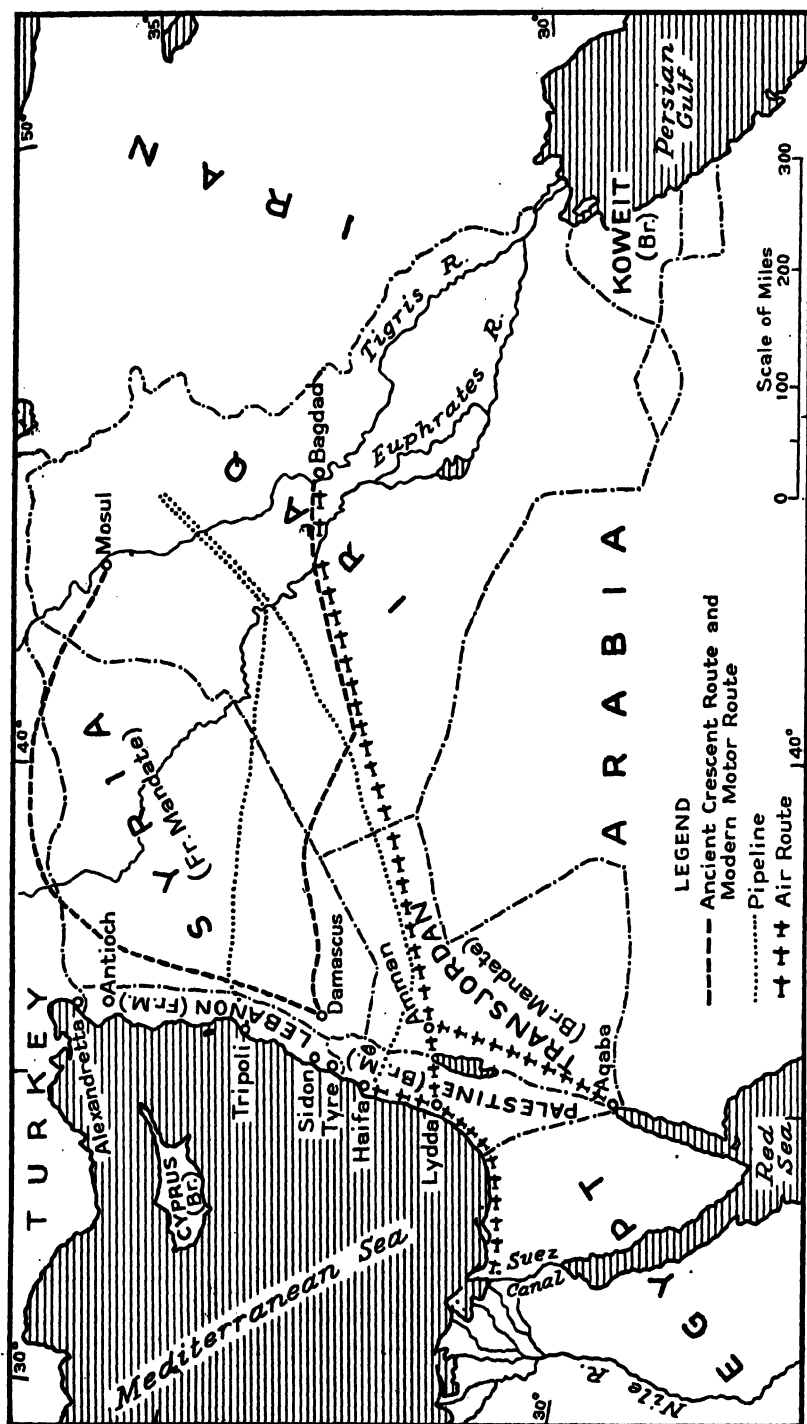 30°
40°
50°
35°
TURKEY
Alexandretta
Antioch
Mosul
CYPRUS
(Br.)
SYRIA
(Fr. Mandate)
IRAN
Mediterranean Sea
Tripoli
LEBANON (Fr.M.)
Sidon
Tyre
Haifa
Damascus
IRAQ
Bagdad
Tigris R.
Euphrates R.
Lydda
Amman
PALESTINE (Br.M.)
TRANSJORDAN
(Br. Mandate)
Suez
Canal
Aqaba
EGYPT
Nile R.
Red
Sea
ARABIA
KOWEIT
(Br.)
Persian
Gulf
30°
30°
40°
LEGEND
Ancient Crescent Route and
Modern Motor Route
Pipeline
Air Route
Scale of Miles
0 100 200 300